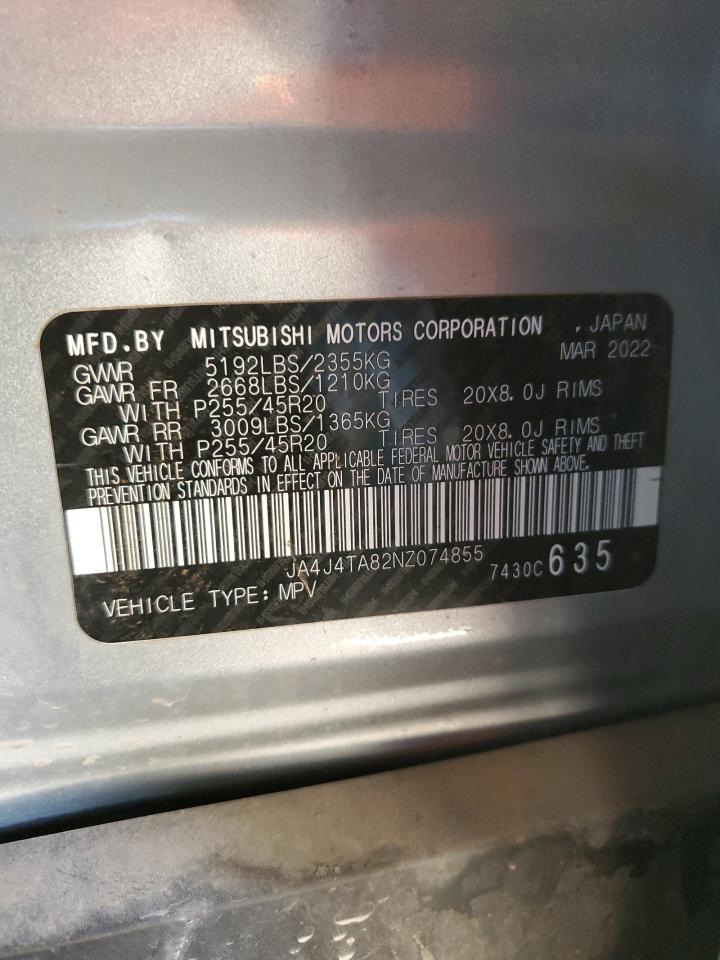 MFD.BY MITSUBISHI MOTORS CORPORATION , JAPAN
MAR 2022
GVWR 5192LBS/2355KG
GAWR FR 2668LBS/1210KG
WITH P255/45R20 TIRES 20X8.0J RIMS
GAWR RR 3009LBS/1365KG
WITH P255/45R20 TIRES 20X8.0J RIMS
THIS VEHICLE CONFORMS TO ALL APPLICABLE FEDERAL MOTOR VEHICLE SAFETY AND THEFT
PREVENTION STANDARDS IN EFFECT ON THE DATE OF MANUFACTURE SHOWN ABOVE.
JA4J4TA82NZ074855
7430C 635
VEHICLE TYPE: MPV